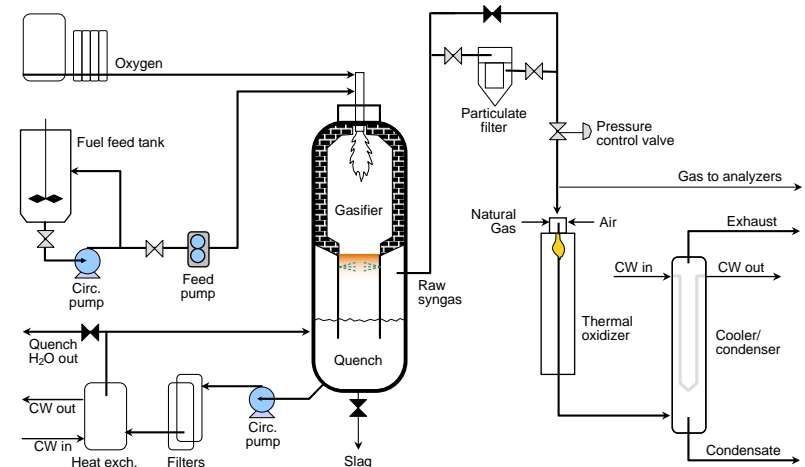 Oxygen
Fuel feed tank
Circ.
pump
Feed
pump
Gasifier
Raw
syngas
Quench
Slag
Particulate
filter
Pressure
control valve
Gas to analyzers
Natural
Gas
Air
Thermal
oxidizer
Exhaust
CW in
CW out
Cooler/
condenser
Condensate
Quench
H₂O out
CW out
CW in
Heat exch.
Filters
Circ.
pump